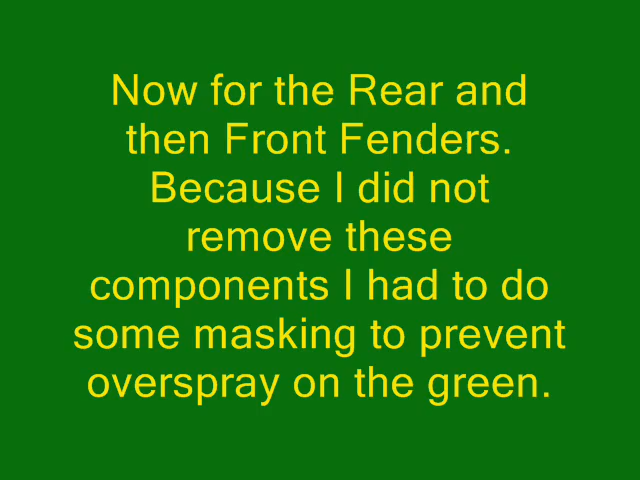 Now for the Rear and
then Front Fenders.
Because I did not
remove these
components I had to do
some masking to prevent
overspray on the green.